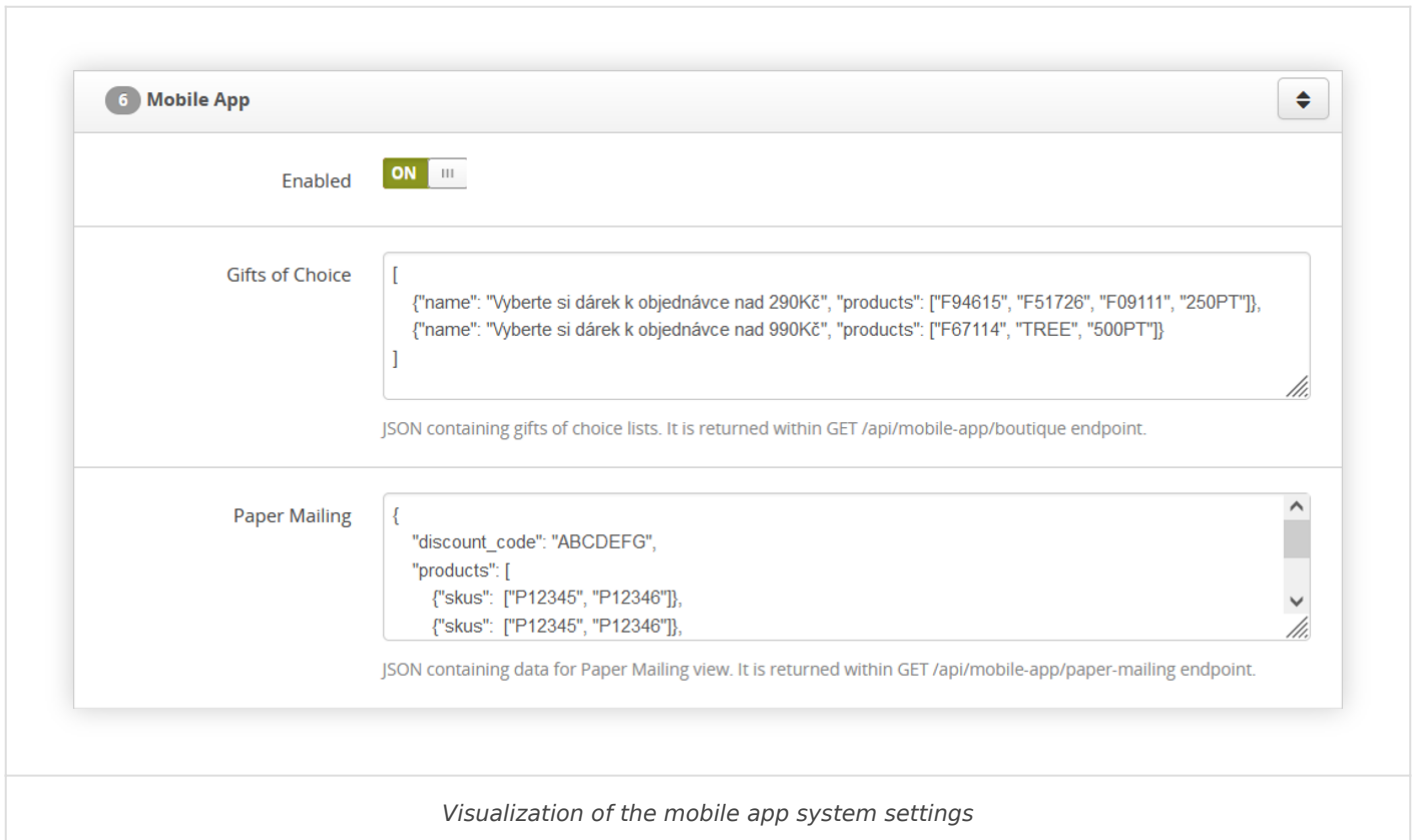 6 Mobile App
Enabled
ON
Gifts of Choice
[
{"name": "Vyberte si dárek k objednávce nad 290Kč", "products": ["F94615", "F51726", "F09111", "250PT"]},
{"name": "Vyberte si dárek k objednávce nad 990Kč", "products": ["F67114", "TREE", "500PT"]}
]
JSON containing gifts of choice lists. It is returned within GET /api/mobile-app/boutique endpoint.
Paper Mailing
{
"discount_code": "ABCDEFG",
"products": [
{"skus":  ["P12345", "P12346"]},
{"skus":  ["P12345", "P12346"]},
JSON containing data for Paper Mailing view. It is returned within GET /api/mobile-app/paper-mailing endpoint.
Visualization of the mobile app system settings